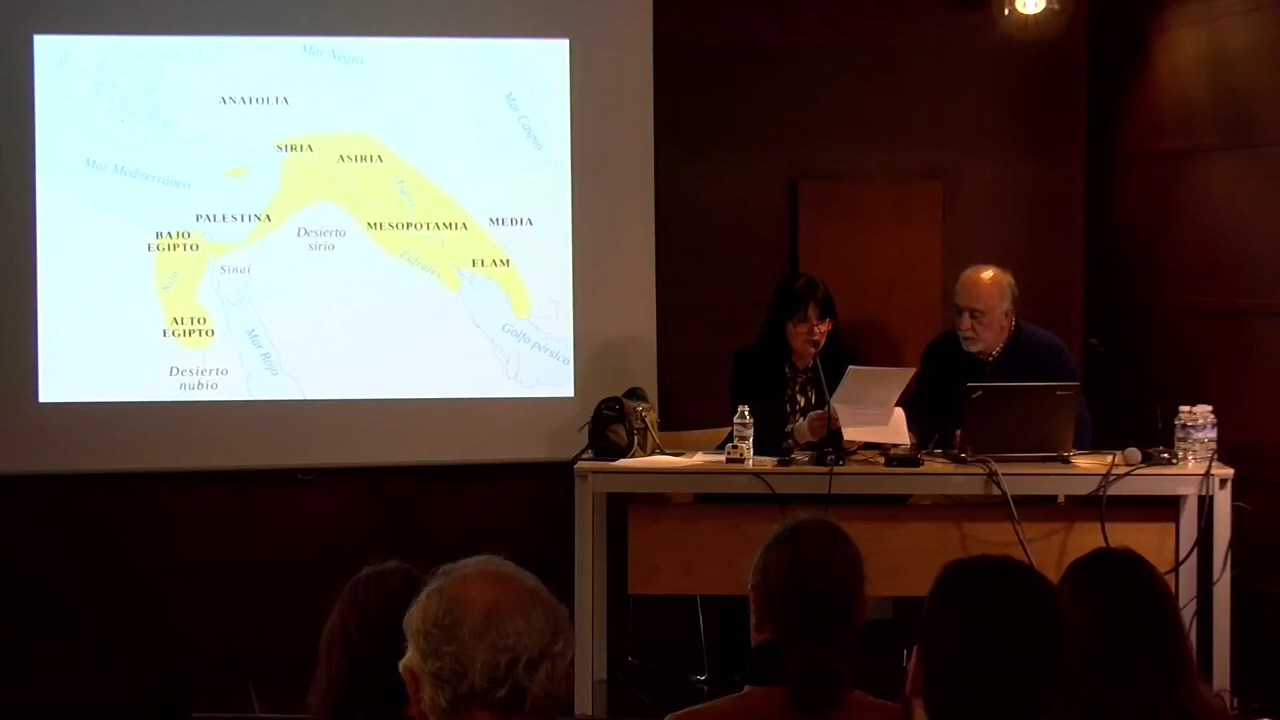 Mar Negro
ANATOLIA
Mar Caspio
SIRIA
ASIRIA
Mar Mediterráneo
Tigris
PALESTINA
MESOPOTAMIA
MEDIA
BAJO
EGIPTO
Desierto
sirio
Sinaí
Éufrates
ELAM
Nilo
ALTO
EGIPTO
Mar Rojo
Golfo pérsico
Desierto
nubio